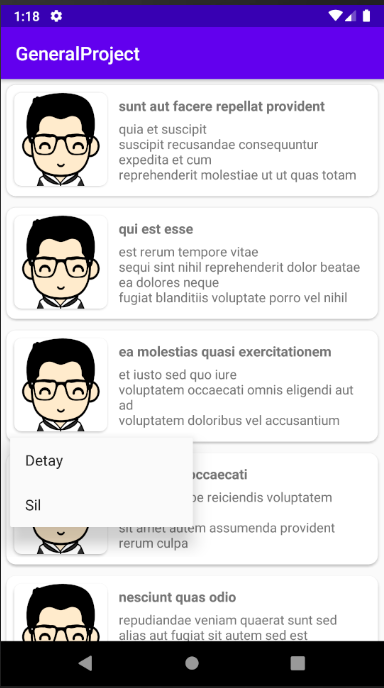 1:18
GeneralProject
sunt aut facere repellat provident
quia et suscipit
suscipit recusandae consequuntur
expedita et cum
reprehenderit molestiae ut ut quas totam
qui est esse
est rerum tempore vitae
sequi sint nihil reprehenderit dolor beatae
ea dolores neque
fugiat blanditiis voluptate porro vel nihil
ea molestias quasi exercitationem
et iusto sed quo iure
voluptatem occaecati omnis eligendi aut
ad
voluptatem doloribus vel accusantium
Detay
Sil
occaecati
reiciendis voluptatem
sit amet autem assumenda provident
rerum culpa
nesciunt quas odio
repudiandae veniam quaerat sunt sed
alias aut fugiat sit autem sed est